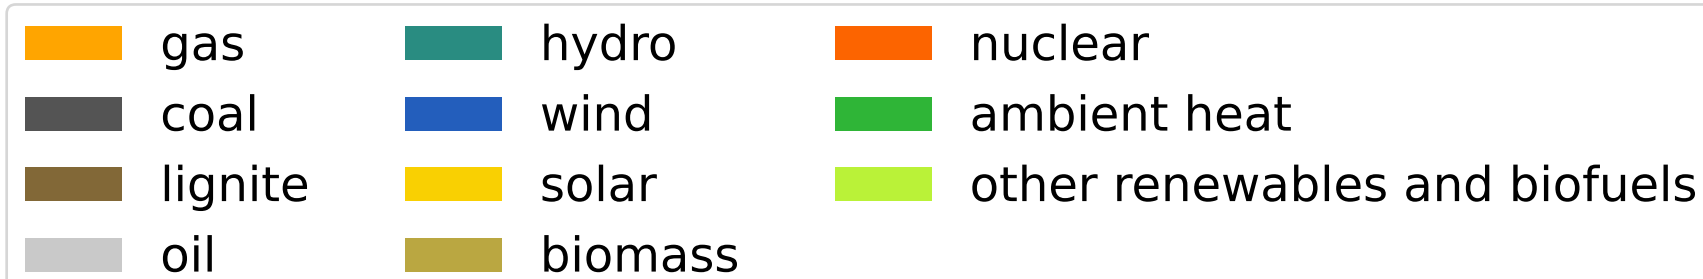 gas
coal
lignite
oil
hydro
wind
solar
biomass
nuclear
ambient heat
other renewables and biofuels